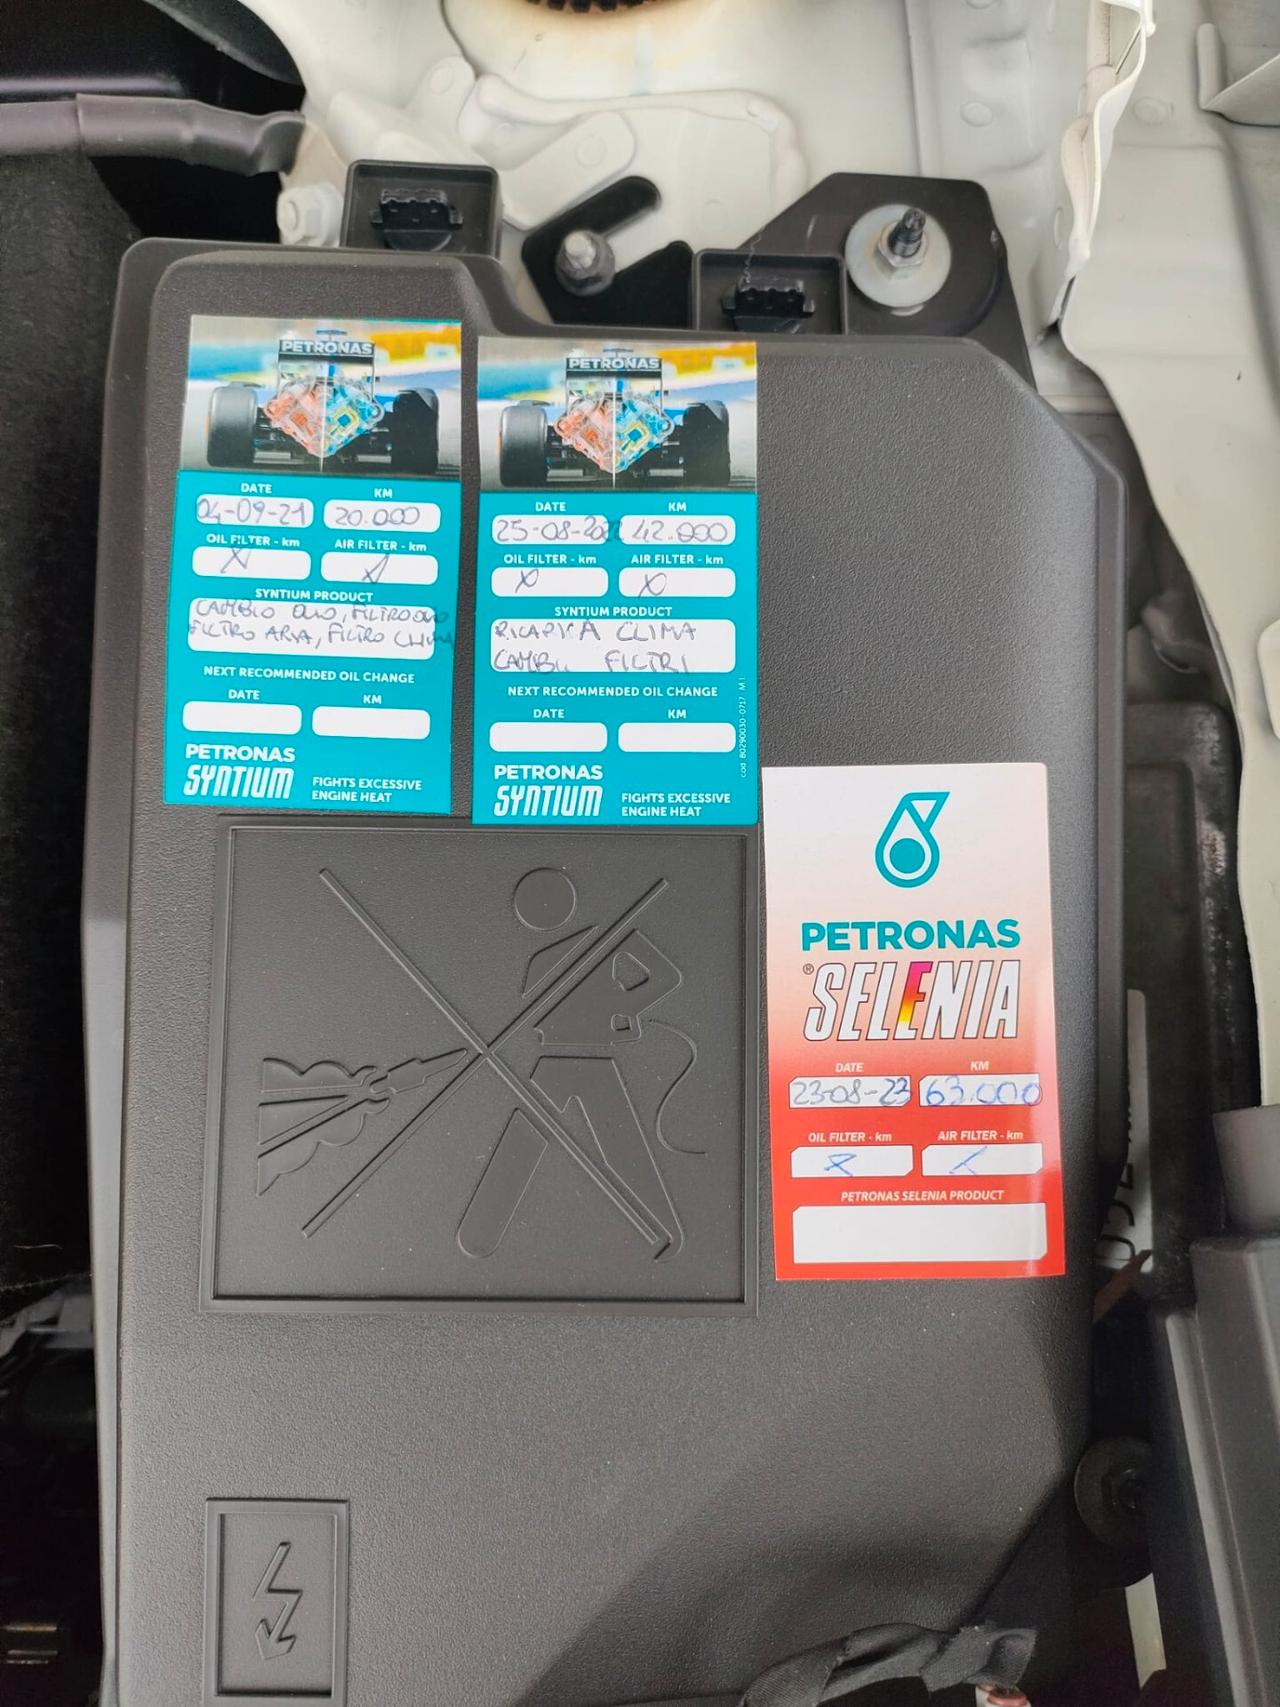 PETRONAS
DATE KM
04-09-21 20.000
OIL FILTER - km AIR FILTER - km
X X
SYNTIUM PRODUCT
CAMBIO OLIO, FILTRO OLIO
FILTRO ARIA, FILTRO CLIMA
NEXT RECOMMENDED OIL CHANGE
DATE KM
PETRONAS
SYNTIUM
FIGHTS EXCESSIVE
ENGINE HEAT
PETRONAS
DATE KM
25-08-2022 42.000
OIL FILTER - km AIR FILTER - km
X X
SYNTIUM PRODUCT
RICARICA CLIMA
CAMBIO FILTRI
NEXT RECOMMENDED OIL CHANGE
DATE KM
cod. 80290030-0717 M.I.
PETRONAS
SYNTIUM
FIGHTS EXCESSIVE
ENGINE HEAT
PETRONAS
®SELENIA
DATE KM
23-08-23 63.000
OIL FILTER - km AIR FILTER - km
X X
PETRONAS SELENIA PRODUCT